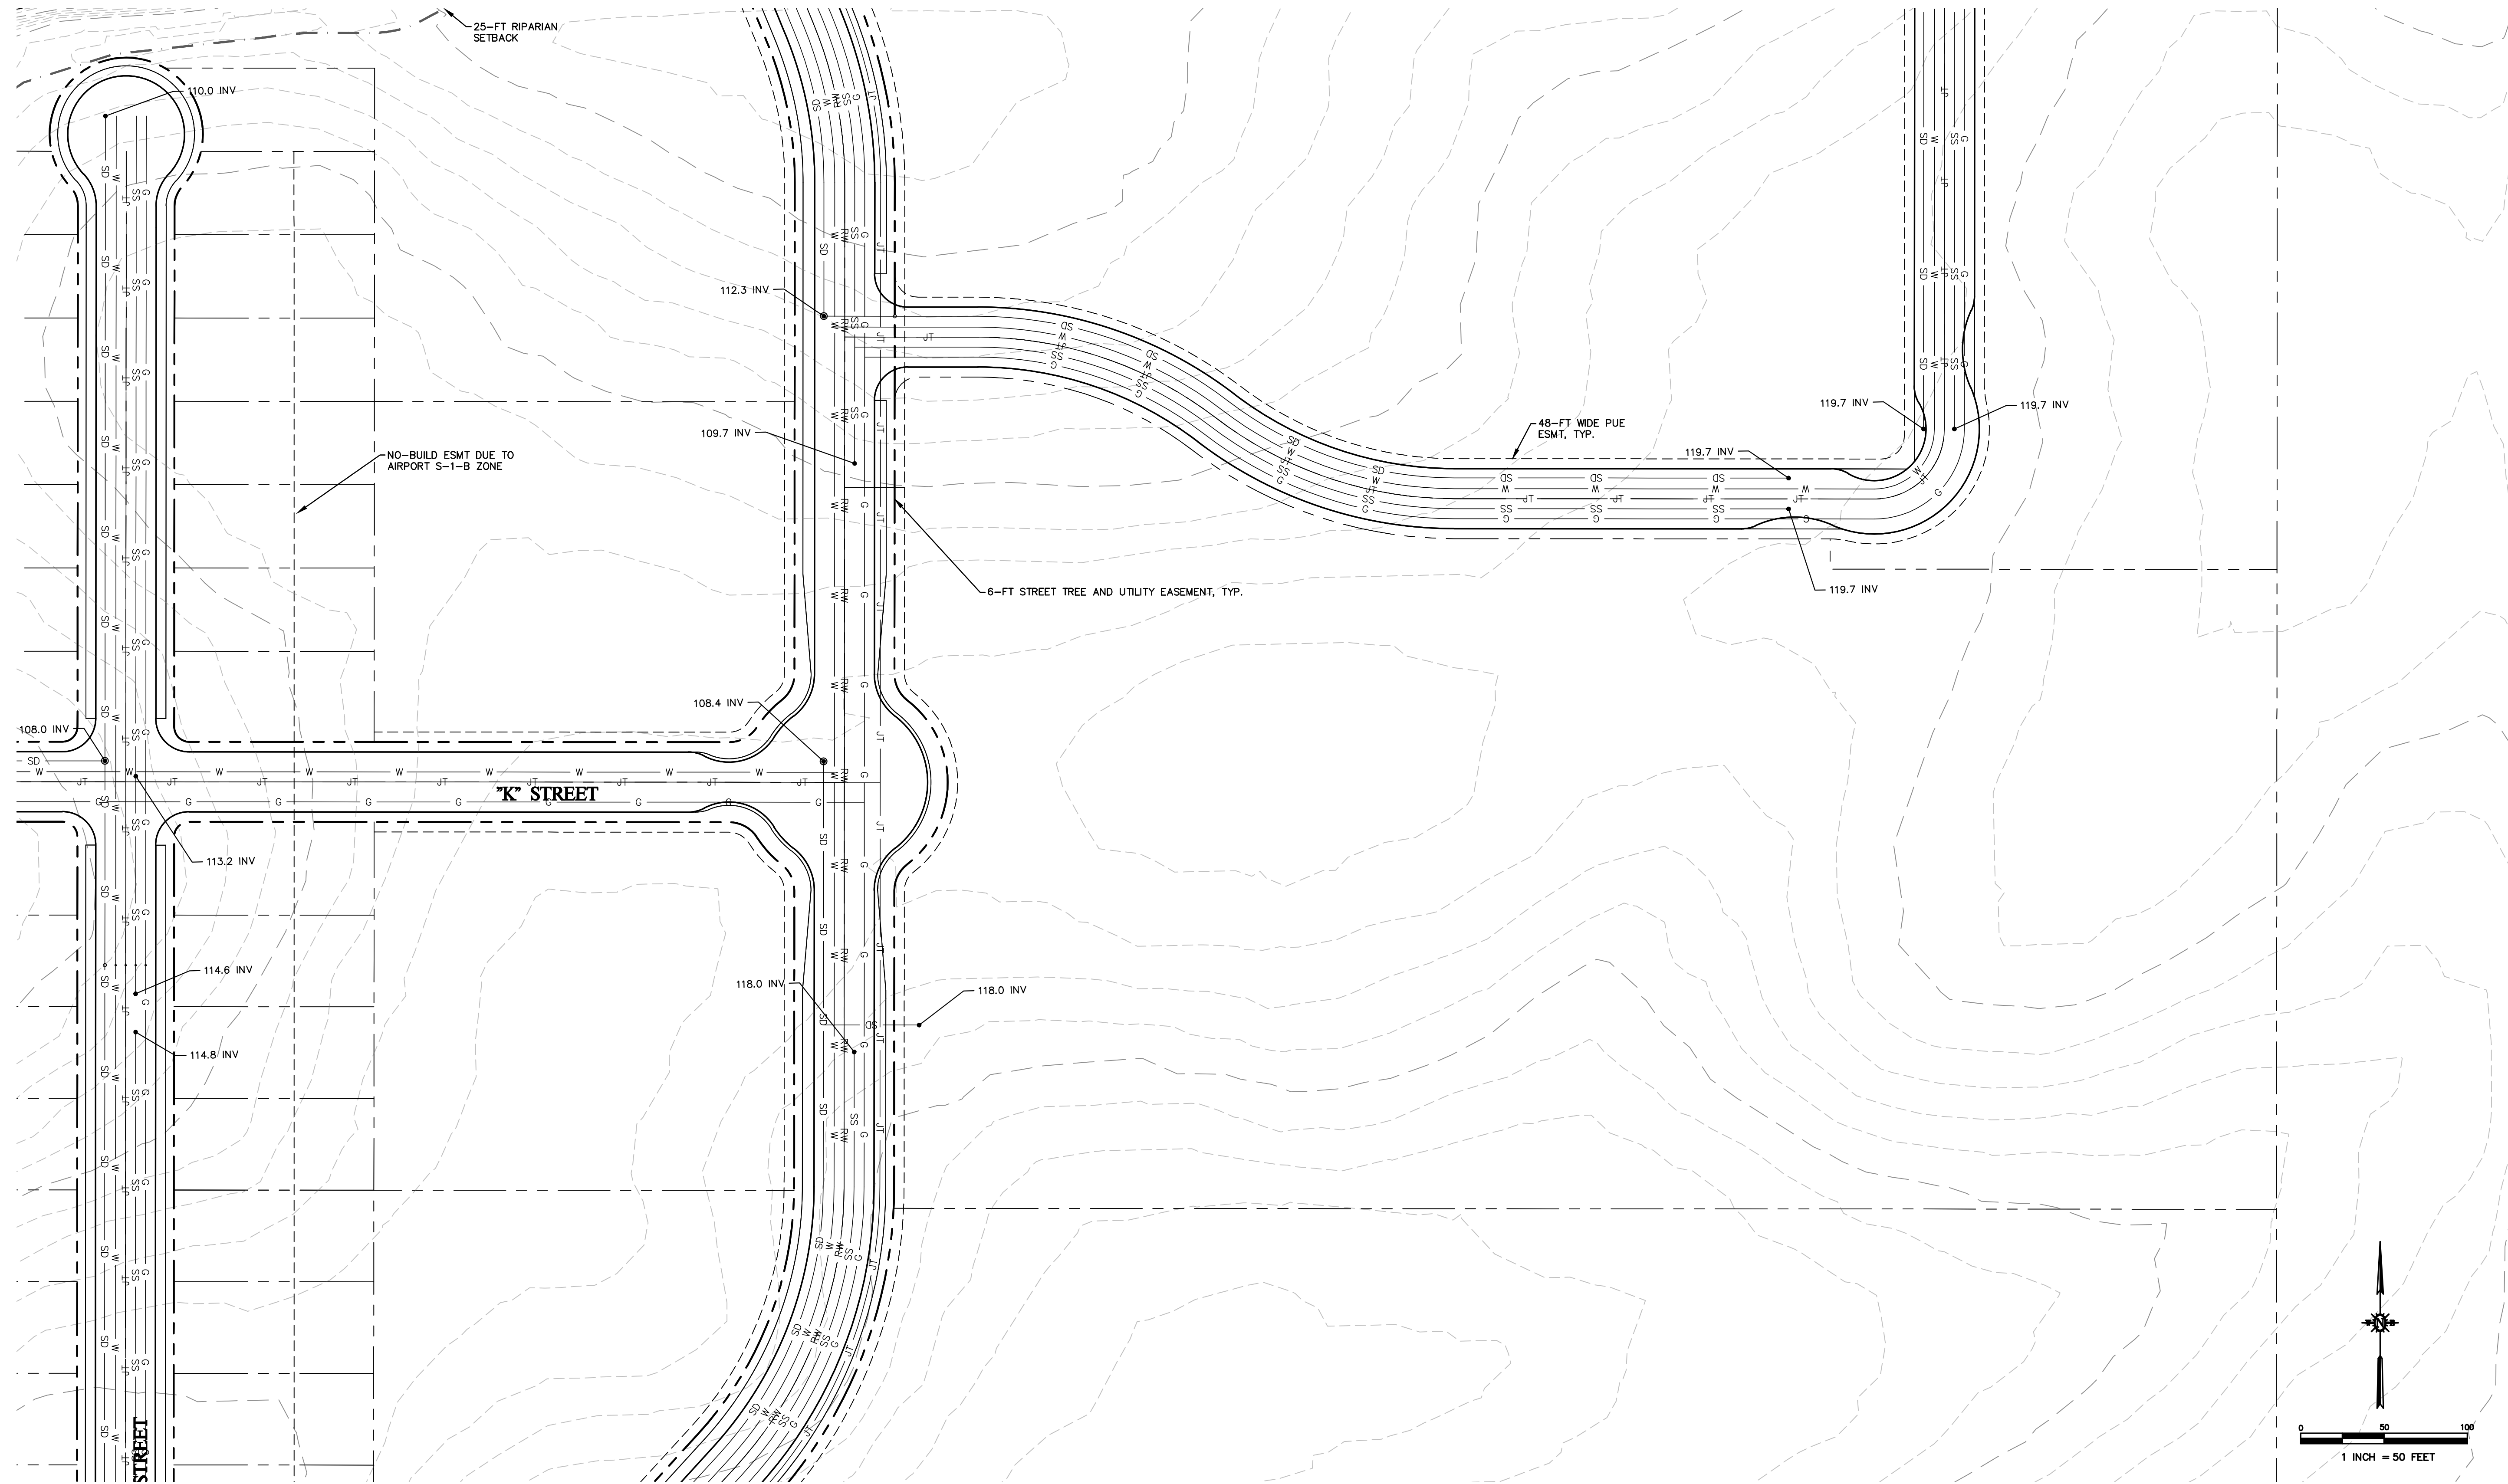 25-FT RIPARIAN
SETBACK
110.0 INV
112.3 INV
109.7 INV
NO-BUILD ESMT DUE TO
AIRPORT S-1-B ZONE
48-FT WIDE PUE
ESMT, TYP.
119.7 INV
119.7 INV
119.7 INV
119.7 INV
6-FT STREET TREE AND UTILITY EASEMENT, TYP.
108.4 INV
108.0 INV
"K" STREET
113.2 INV
114.6 INV
118.0 INV
118.0 INV
114.8 INV
STREET
SD
W
JT
SS
G
RW
N
0 50 100
1 INCH = 50 FEET